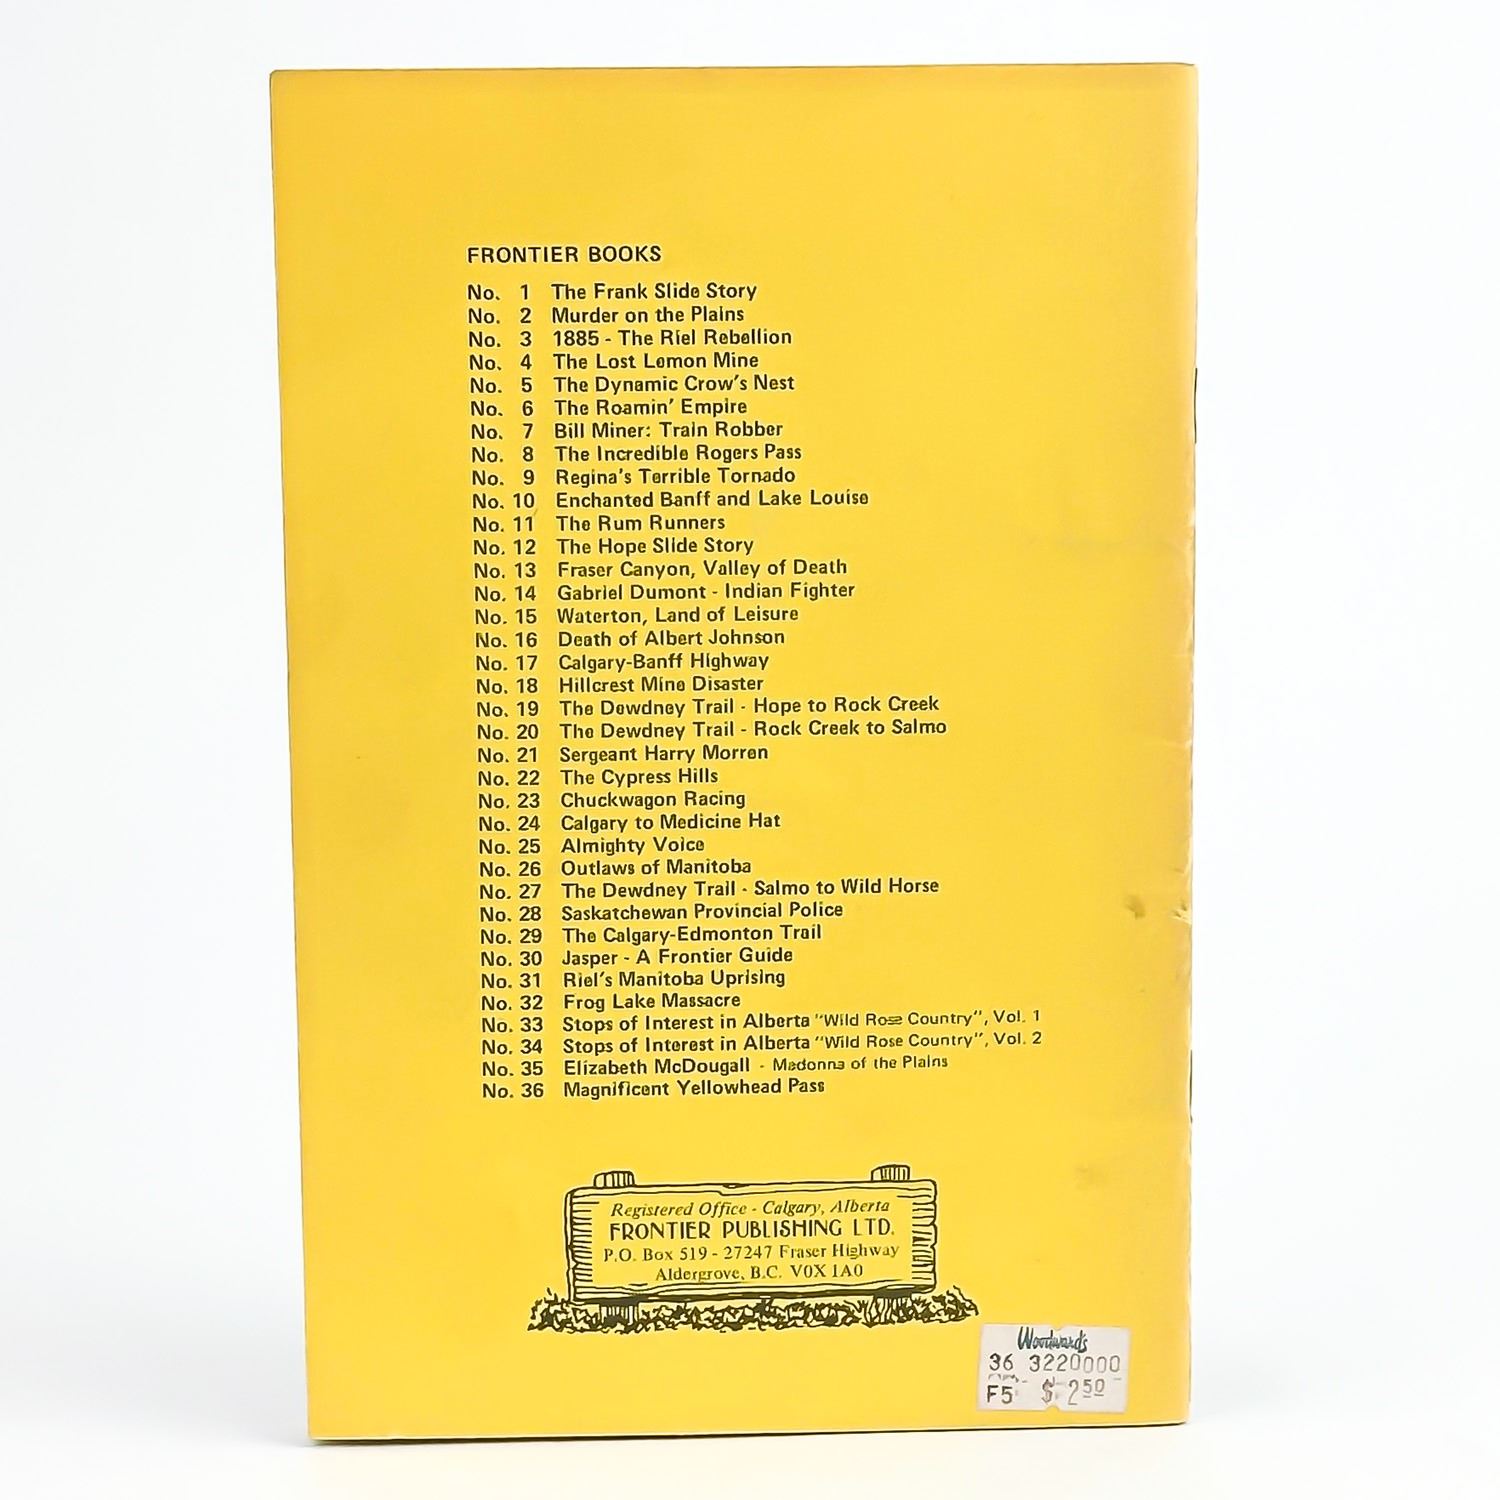 FRONTIER BOOKS
No. 1 The Frank Slide Story
No. 2 Murder on the Plains
No. 3 1885 - The Riel Rebellion
No. 4 The Lost Lemon Mine
No. 5 The Dynamic Crow's Nest
No. 6 The Roamin' Empire
No. 7 Bill Miner: Train Robber
No. 8 The Incredible Rogers Pass
No. 9 Regina's Terrible Tornado
No. 10 Enchanted Banff and Lake Louise
No. 11 The Rum Runners
No. 12 The Hope Slide Story
No. 13 Fraser Canyon, Valley of Death
No. 14 Gabriel Dumont - Indian Fighter
No. 15 Waterton, Land of Leisure
No. 16 Death of Albert Johnson
No. 17 Calgary-Banff Highway
No. 18 Hillcrest Mine Disaster
No. 19 The Dewdney Trail - Hope to Rock Creek
No. 20 The Dewdney Trail - Rock Creek to Salmo
No. 21 Sergeant Harry Morren
No. 22 The Cypress Hills
No. 23 Chuckwagon Racing
No. 24 Calgary to Medicine Hat
No. 25 Almighty Voice
No. 26 Outlaws of Manitoba
No. 27 The Dewdney Trail - Salmo to Wild Horse
No. 28 Saskatchewan Provincial Police
No. 29 The Calgary-Edmonton Trail
No. 30 Jasper - A Frontier Guide
No. 31 Riel's Manitoba Uprising
No. 32 Frog Lake Massacre
No. 33 Stops of Interest in Alberta "Wild Rose Country", Vol. 1
No. 34 Stops of Interest in Alberta "Wild Rose Country", Vol. 2
No. 35 Elizabeth McDougall - Madonna of the Plains
No. 36 Magnificent Yellowhead Pass
Registered Office - Calgary, Alberta
FRONTIER PUBLISHING LTD.
P.O. Box 519 - 27247 Fraser Highway
Aldergrove, B.C. V0X 1A0
Woodward's
36 3220000
F5 $ 2.50